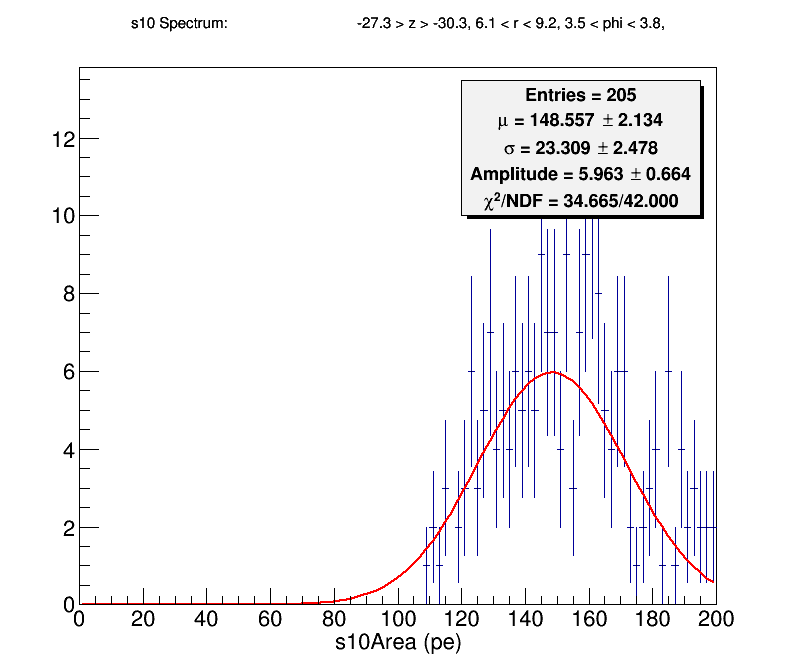 s10 Spectrum: -27.3 > z > -30.3, 6.1 < r < 9.2, 3.5 < phi < 3.8,
Entries = 205
μ = 148.557 ± 2.134
σ = 23.309 ± 2.478
Amplitude = 5.963 ± 0.664
χ²/NDF = 34.665/42.000
12
10
8
6
4
2
0
0 20 40 60 80 100 120 140 160 180 200
s10Area (pe)